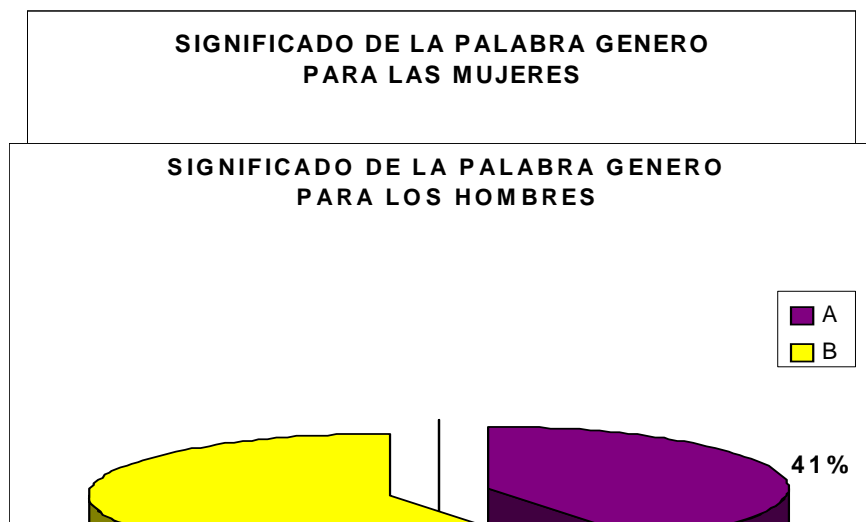 SIGNIFICADO DE LA PALABRA GENERO
PARA LAS MUJERES
SIGNIFICADO DE LA PALABRA GENERO
PARA LOS HOMBRES
A
B
41%